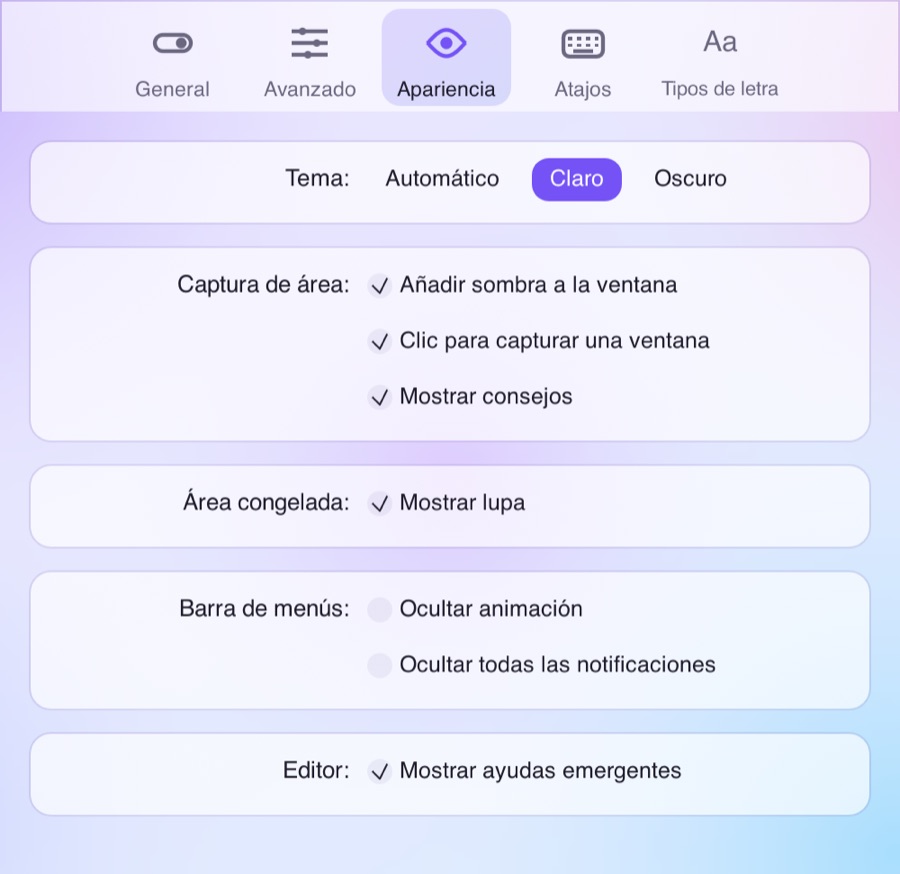 General Avanzado Apariencia Atajos Aa Tipos de letra
Tema: Automático Claro Oscuro
Captura de área: Añadir sombra a la ventana
Clic para capturar una ventana
Mostrar consejos
Área congelada: Mostrar lupa
Barra de menús: Ocultar animación
Ocultar todas las notificaciones
Editor: Mostrar ayudas emergentes